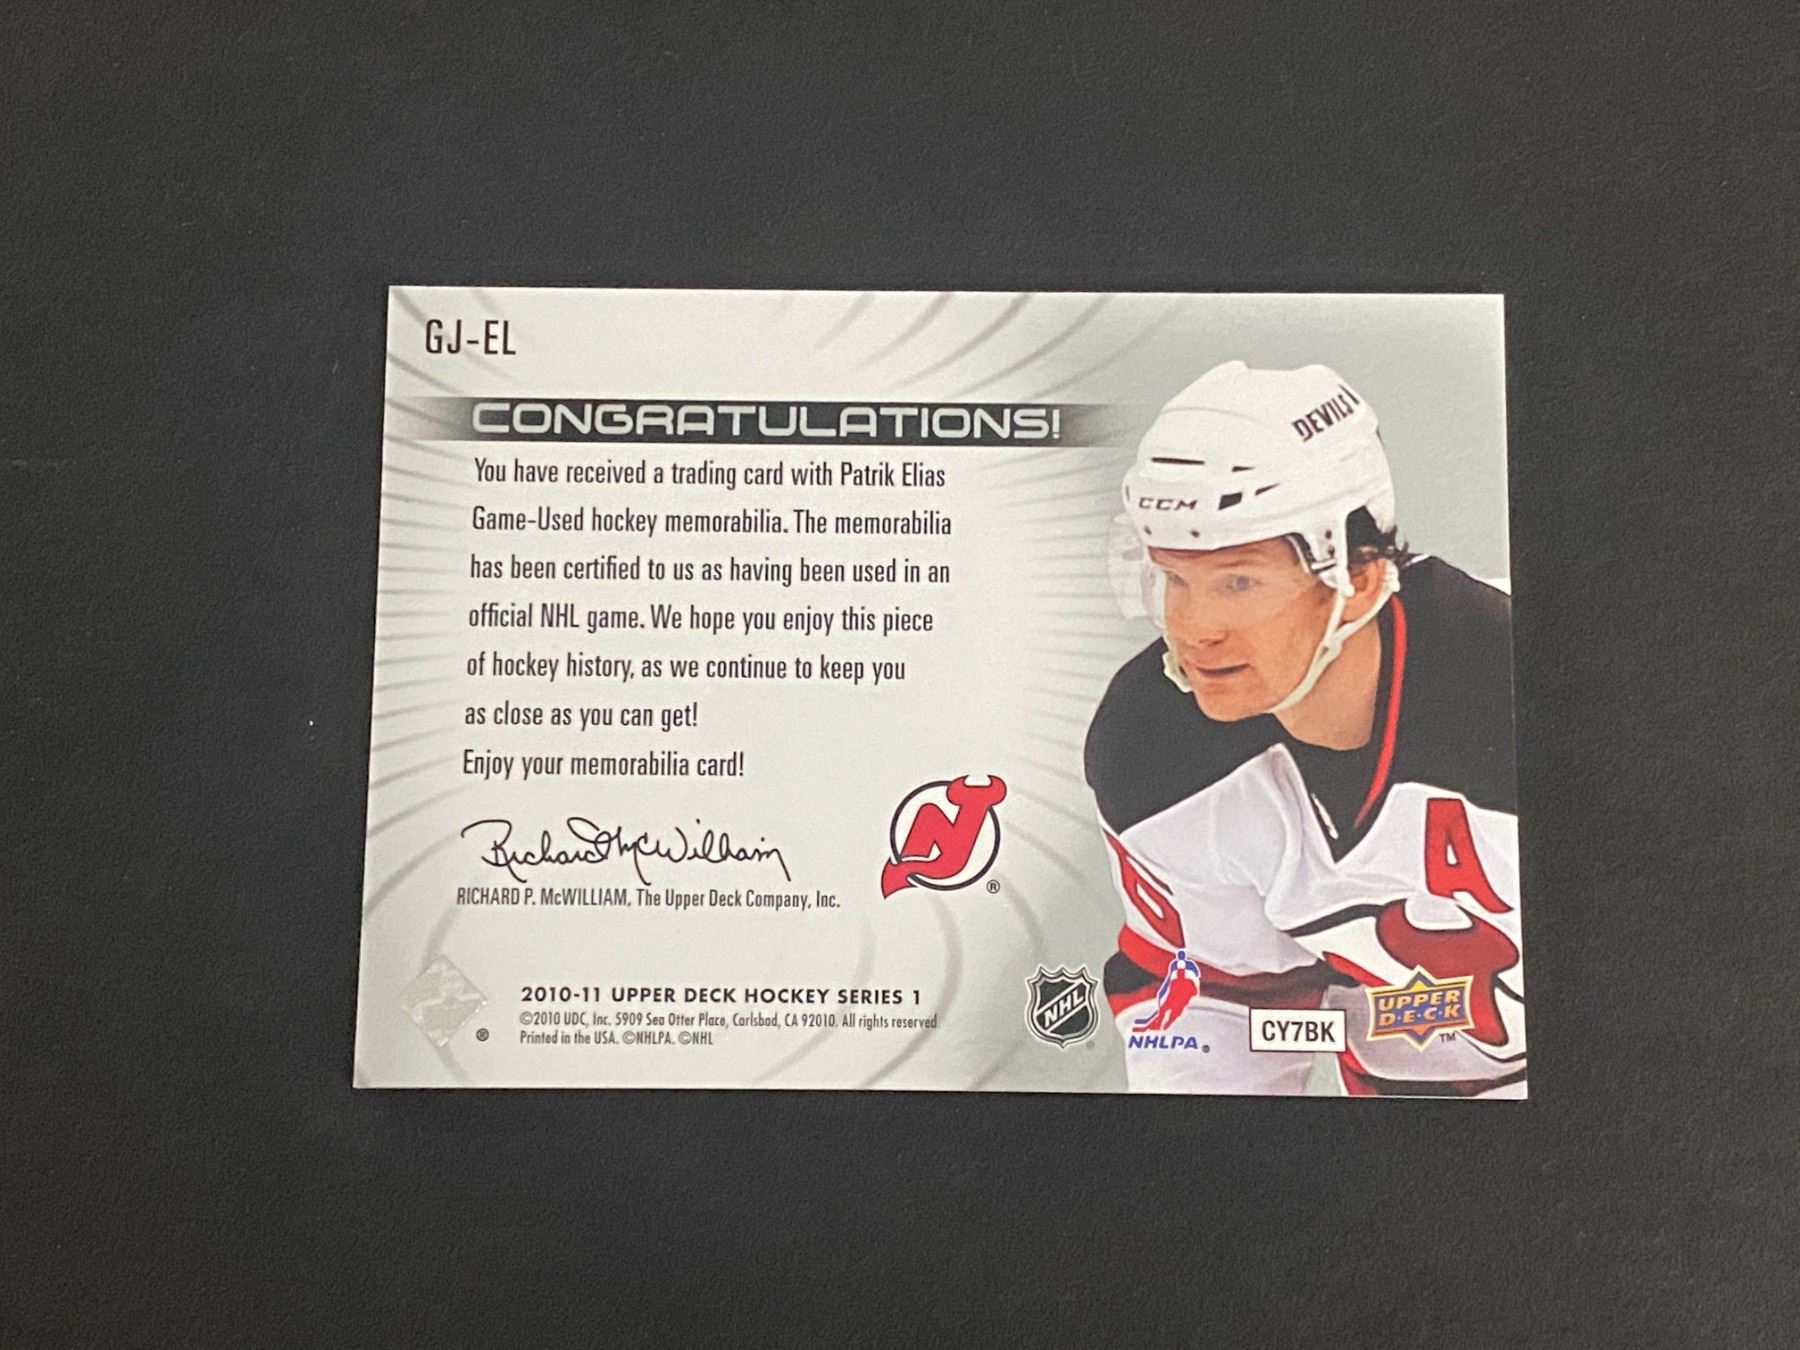 GJ-EL
CONGRATULATIONS!
You have received a trading card with Patrik Elias
Game-Used hockey memorabilia. The memorabilia
has been certified to us as having been used in an
official NHL game. We hope you enjoy this piece
of hockey history, as we continue to keep you
as close as you can get!
Enjoy your memorabilia card!
Richard McWilliam
RICHARD P. McWILLIAM, The Upper Deck Company, Inc.
®
2010-11 UPPER DECK HOCKEY SERIES 1
©2010 UDC, Inc. 5909 Sea Otter Place, Carlsbad, CA 92010. All rights reserved.
Printed in the USA. ©NHLPA. ©NHL
®
NHL
NHLPA®
CY7BK
UPPER
D·E·C·K
™
DEVILS
CCM
A